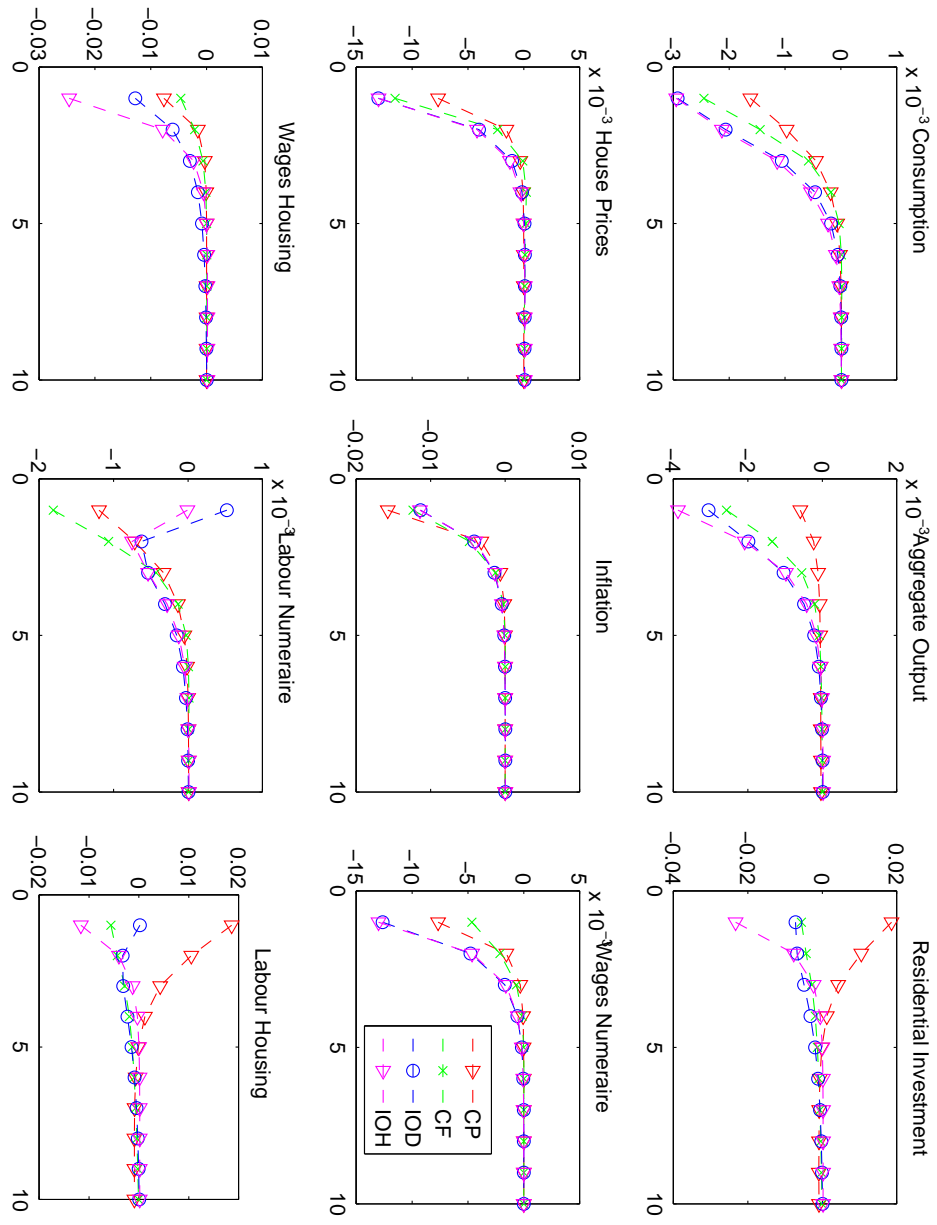 x 10⁻³ Consumption
1
0
−1
−2
−3
0 5 10
x 10⁻³ Aggregate Output
2
0
−2
−4
0 5 10
Residential Investment
0.02
0
−0.02
−0.04
0 5 10
x 10⁻³ House Prices
5
0
−5
−10
−15
0 5 10
Inflation
0.01
0
−0.01
−0.02
0 5 10
x 10⁻³ Wages Numeraire
5
0
−5
−10
−15
0 5 10
CP
CF
IOD
IOH
Wages Housing
0.01
0
−0.01
−0.02
−0.03
0 5 10
x 10⁻³ Labour Numeraire
1
0
−1
−2
0 5 10
Labour Housing
0.02
0.01
0
−0.01
−0.02
0 5 10